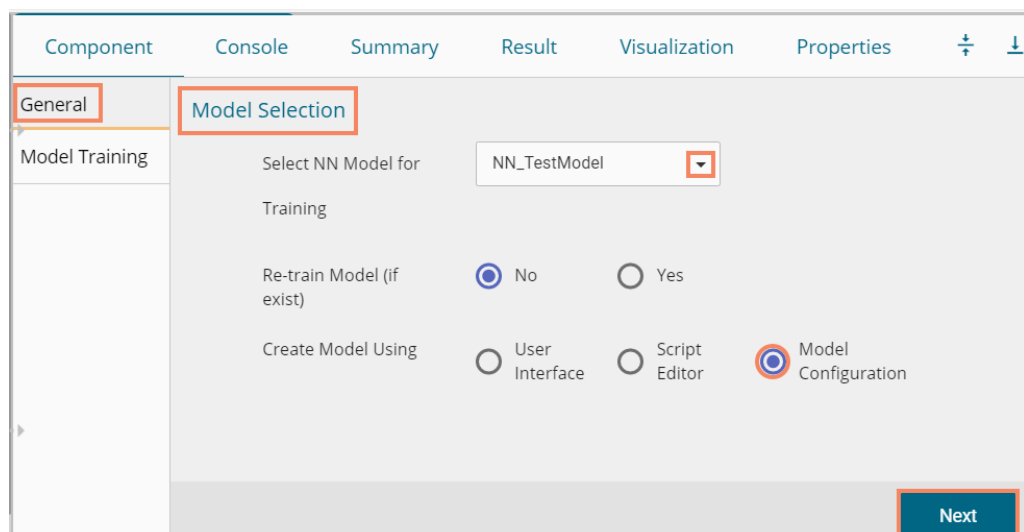 Component Console Summary Result Visualization Properties
General
Model Training
Model Selection
Select NN Model for NN_TestModel
Training
Re-train Model (if No Yes
exist)
Create Model Using
User Script Model
Interface Editor Configuration
Next